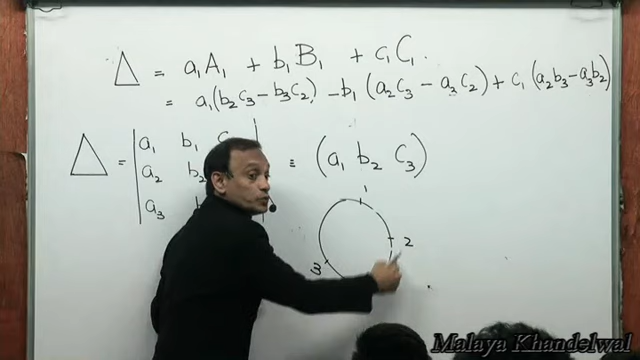 Δ = a₁A₁ + b₁B₁ + c₁C₁.
= a₁(b₂c₃ - b₃c₂) - b₁(a₂c₃ - a₃c₂) + c₁(a₂b₃ - a₃b₂)
Δ = | a₁ b₁ c | ≡ (a₁ b₂ c₃)
a₂ b₂
a₃ b
1
2
3
Malaya Khandelwal